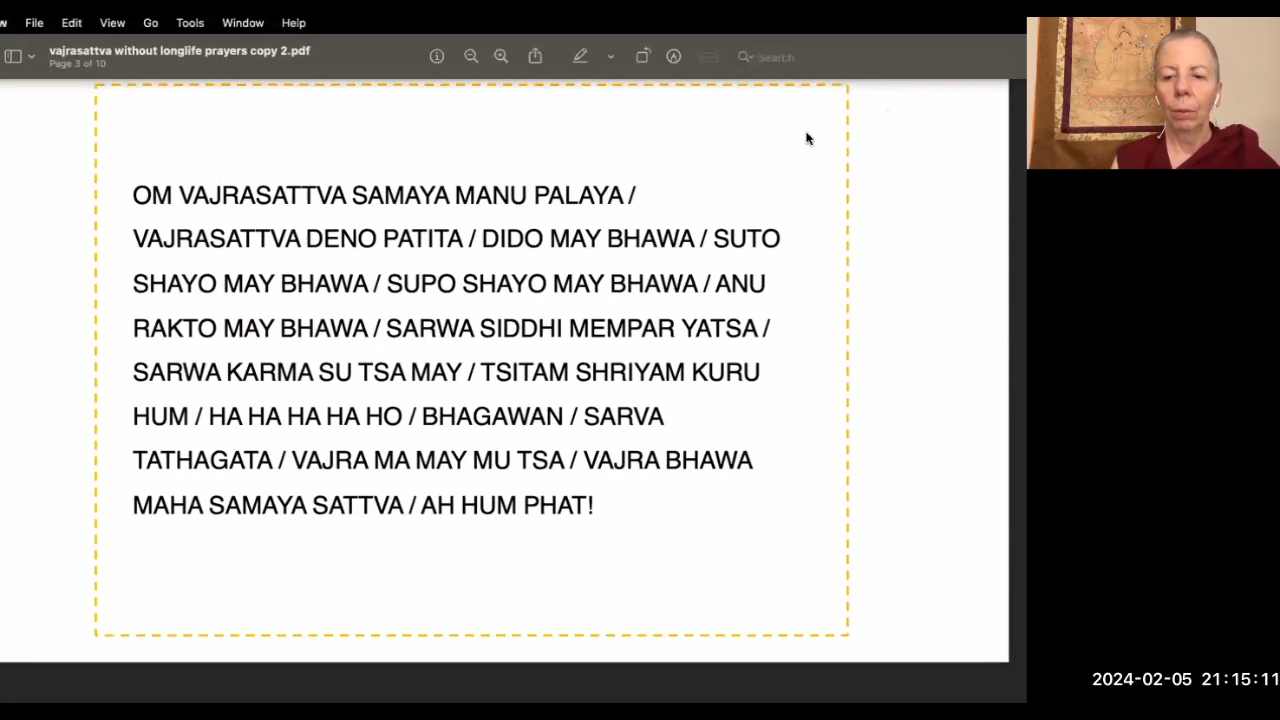 File Edit View Go Tools Window Help
vajrasattva without longlife prayers copy 2.pdf
Page 3 of 10
Search
OM VAJRASATTVA SAMAYA MANU PALAYA /
VAJRASATTVA DENO PATITA / DIDO MAY BHAWA / SUTO
SHAYO MAY BHAWA / SUPO SHAYO MAY BHAWA / ANU
RAKTO MAY BHAWA / SARWA SIDDHI MEMPAR YATSA /
SARWA KARMA SU TSA MAY / TSITAM SHRIYAM KURU
HUM / HA HA HA HA HO / BHAGAWAN / SARVA
TATHAGATA / VAJRA MA MAY MU TSA / VAJRA BHAWA
MAHA SAMAYA SATTVA / AH HUM PHAT!
2024-02-05 21:15:11